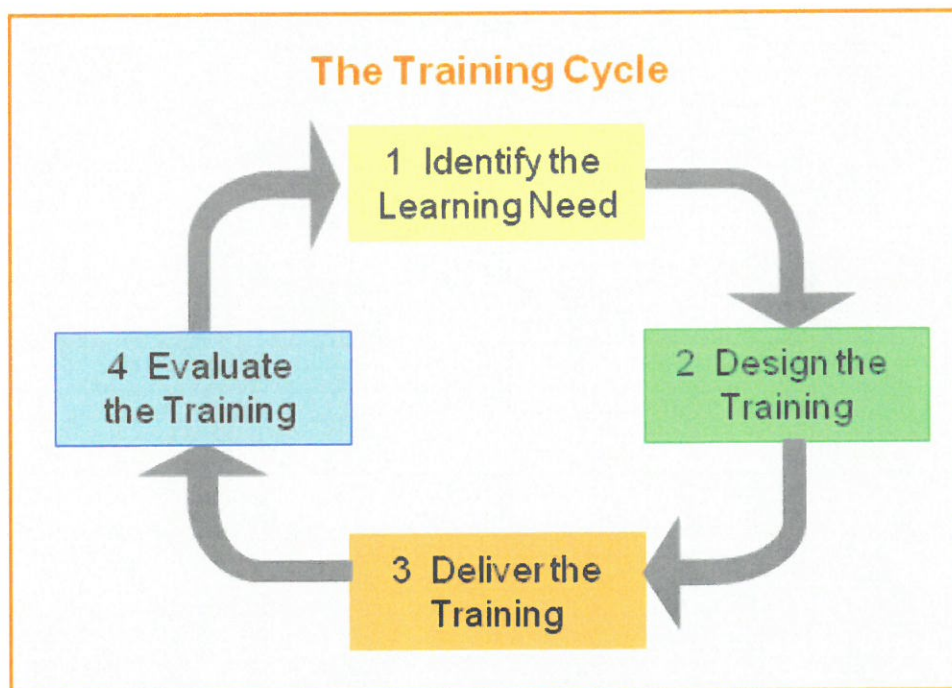 The Training Cycle
1 Identify the
Learning Need
2 Design the
Training
3 Deliver the
Training
4 Evaluate
the Training